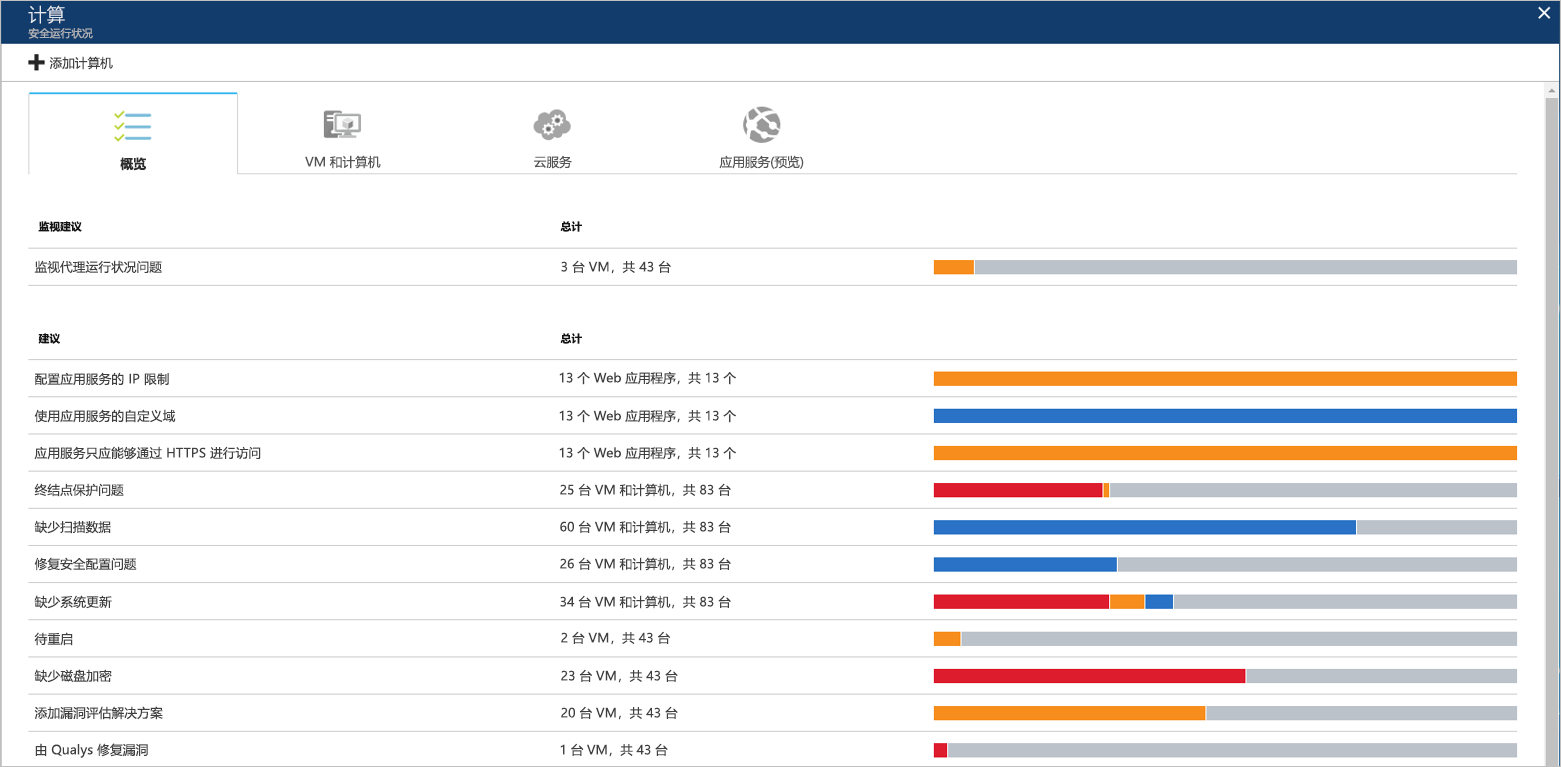 计算
安全运行状况
添加计算机
概览
VM 和计算机
云服务
应用服务(预览)
监视建议 总计
监视代理运行状况问题 3 台 VM，共 43 台
建议 总计
配置应用服务的 IP 限制 13 个 Web 应用程序，共 13 个
使用应用服务的自定义域 13 个 Web 应用程序，共 13 个
应用服务只应能够通过 HTTPS 进行访问 13 个 Web 应用程序，共 13 个
终结点保护问题 25 台 VM 和计算机，共 83 台
缺少扫描数据 60 台 VM 和计算机，共 83 台
修复安全配置问题 26 台 VM 和计算机，共 83 台
缺少系统更新 34 台 VM 和计算机，共 83 台
待重启 2 台 VM，共 43 台
缺少磁盘加密 23 台 VM，共 43 台
添加漏洞评估解决方案 20 台 VM，共 43 台
由 Qualys 修复漏洞 1 台 VM，共 43 台